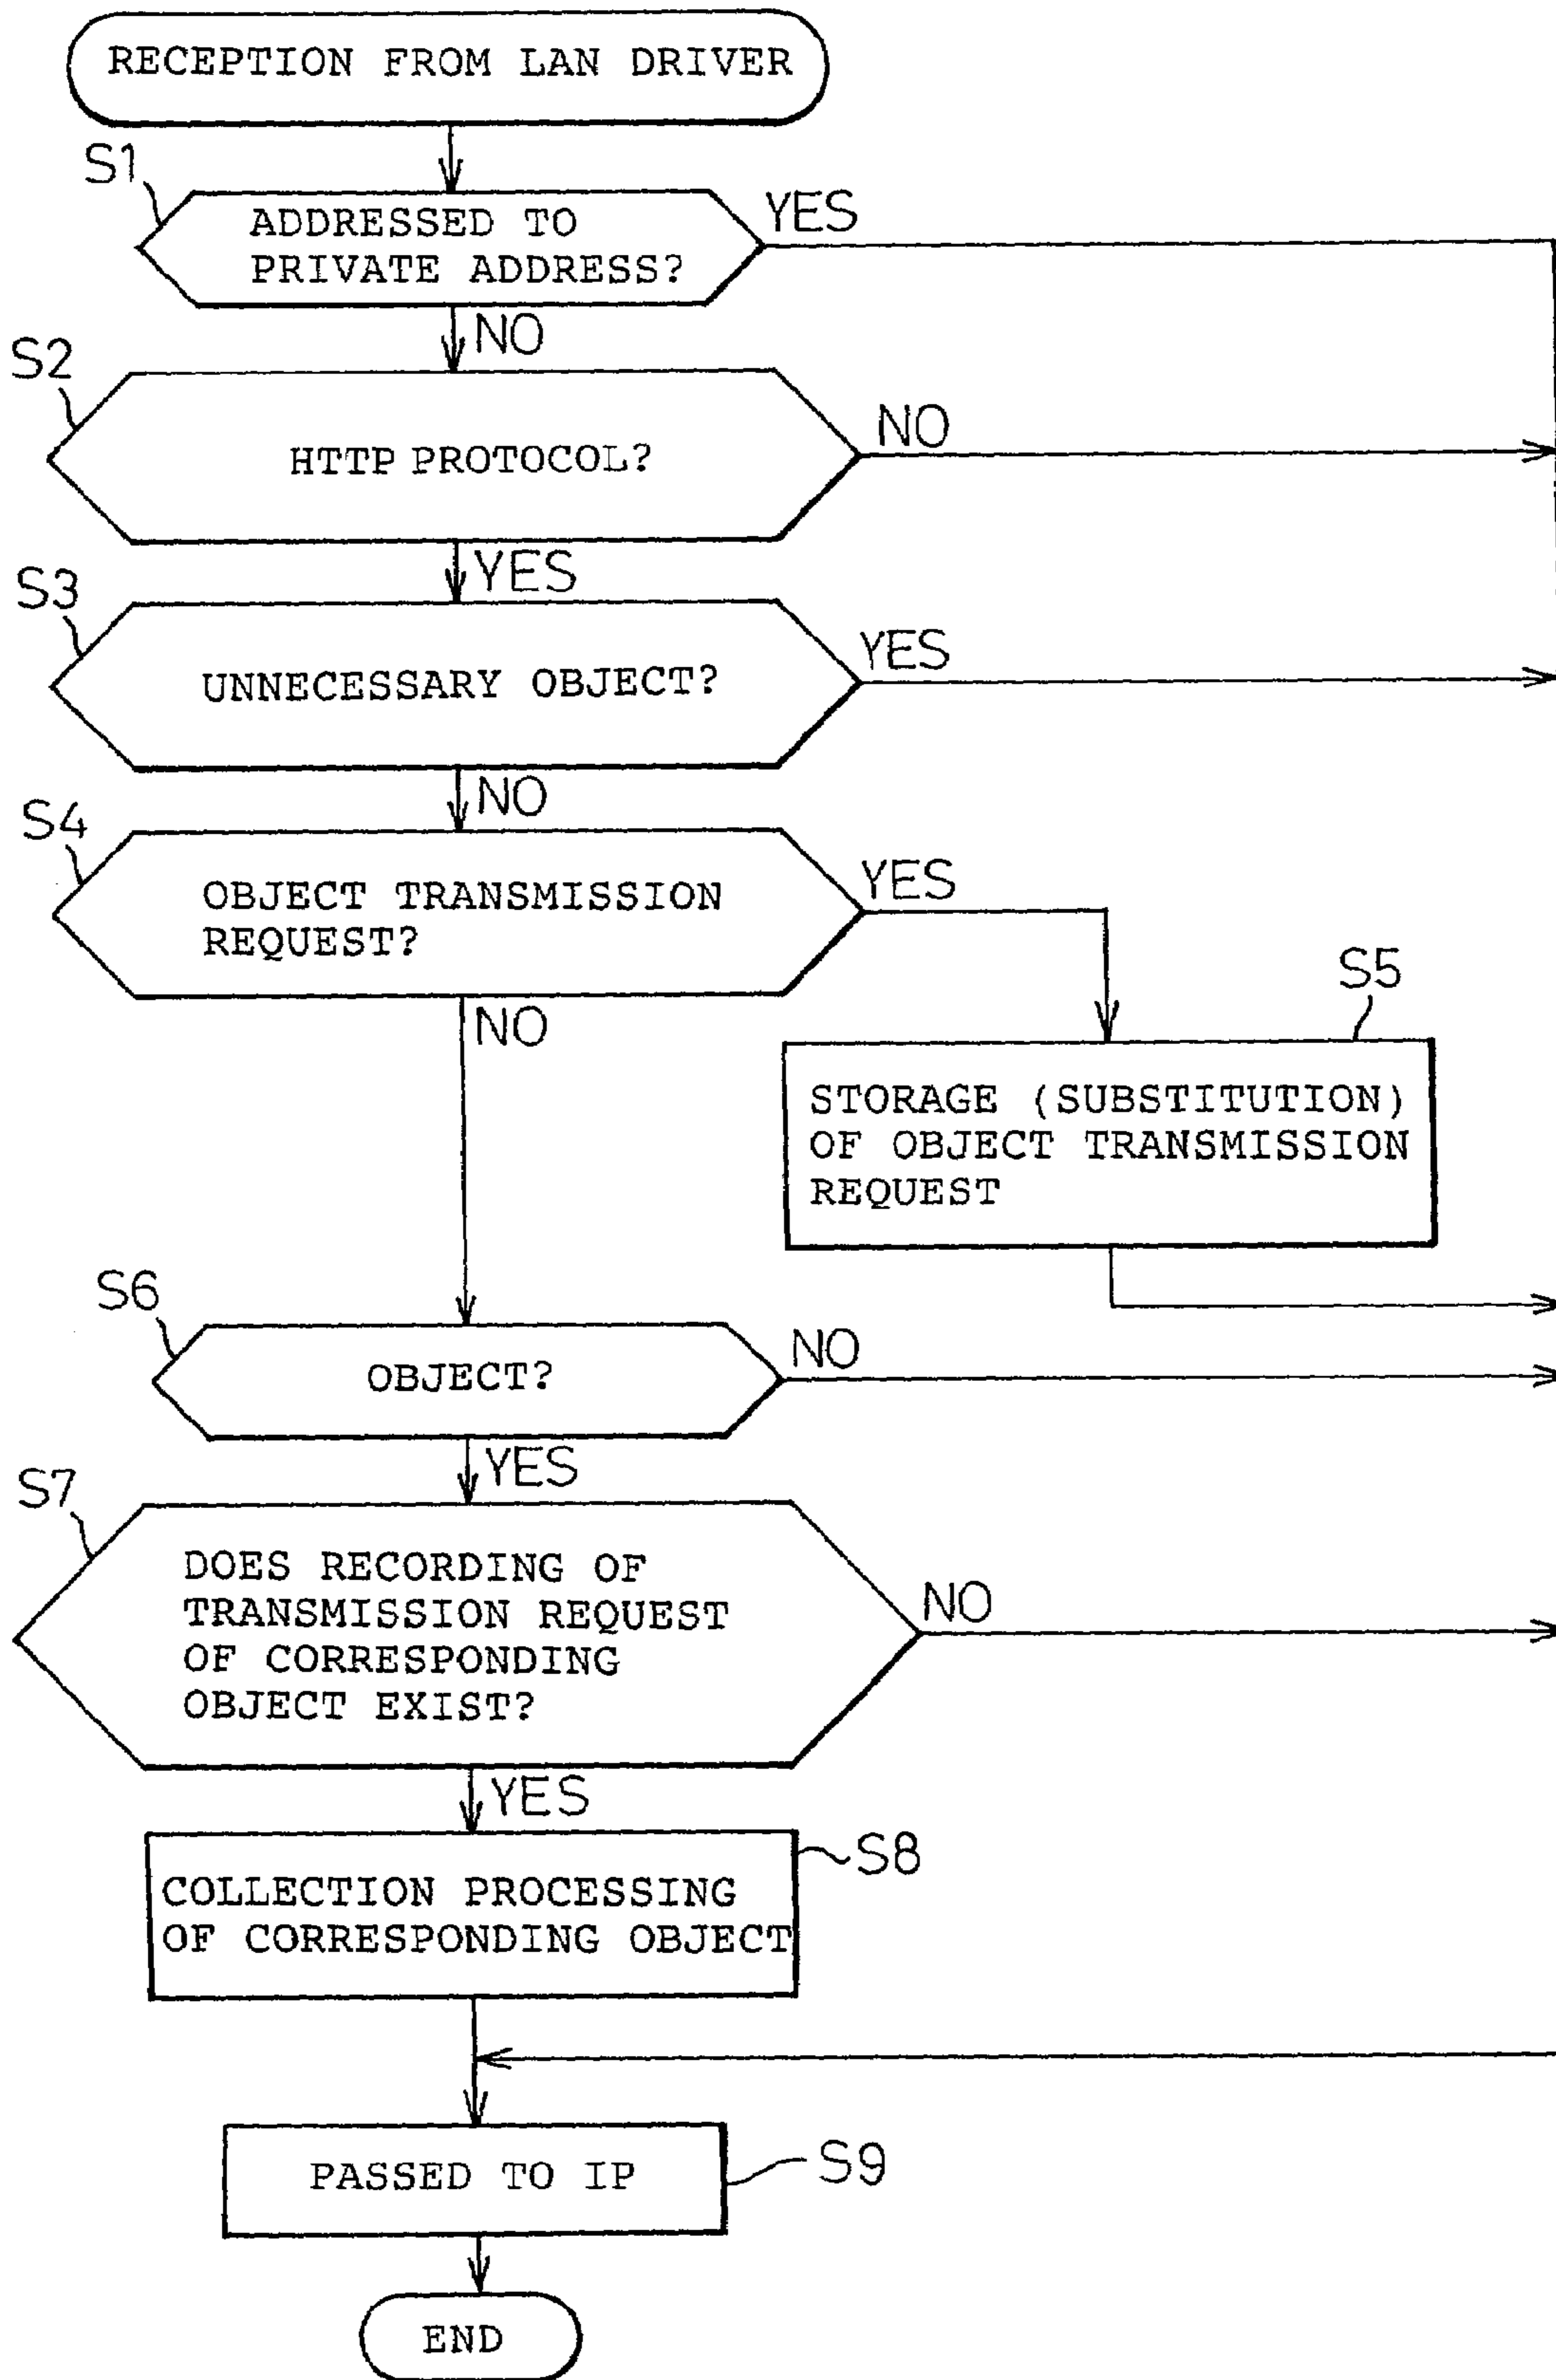 RECEPTION FROM LAN DRIVER
S1
ADDRESSED TO
PRIVATE ADDRESS?
YES
NO
S2
HTTP PROTOCOL?
NO
YES
S3
UNNECESSARY OBJECT?
YES
NO
S4
OBJECT TRANSMISSION
REQUEST?
YES
NO
S5
STORAGE (SUBSTITUTION)
OF OBJECT TRANSMISSION
REQUEST
S6
OBJECT?
NO
YES
S7
DOES RECORDING OF
TRANSMISSION REQUEST
OF CORRESPONDING
OBJECT EXIST?
NO
YES
S8
COLLECTION PROCESSING
OF CORRESPONDING OBJECT
PASSED TO IP
S9
END